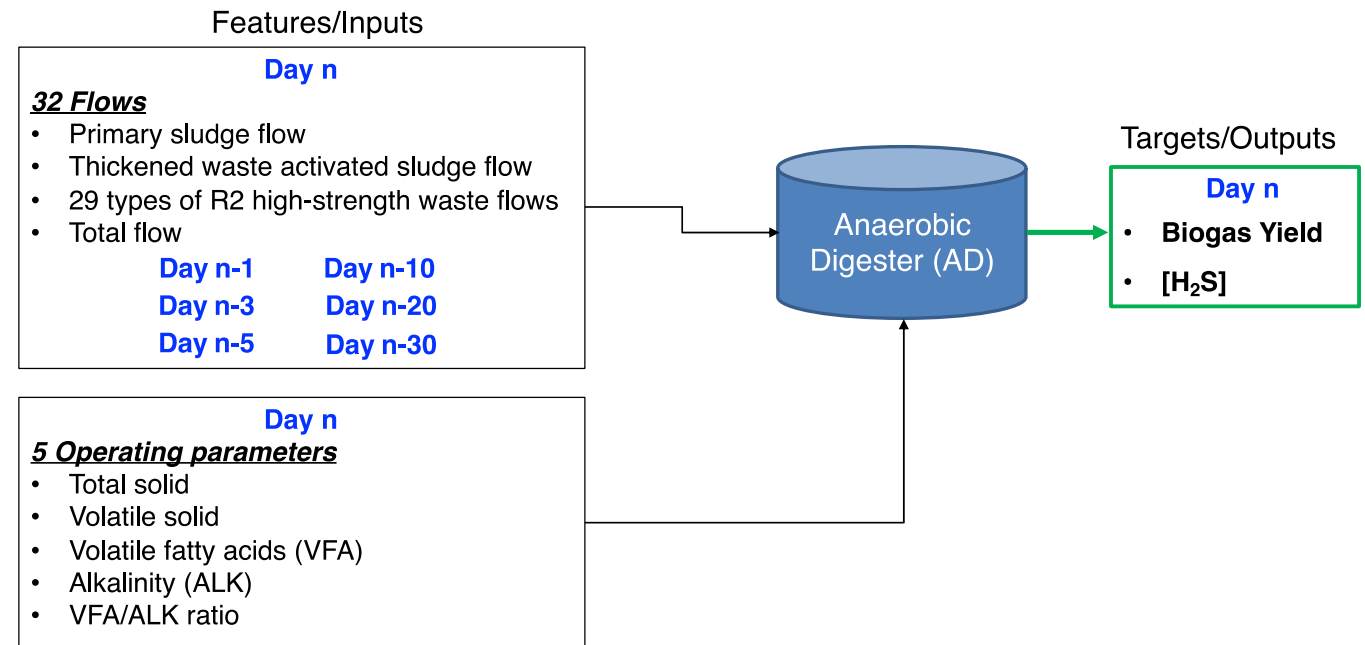 Features/Inputs
Day n
32 Flows
• Primary sludge flow
• Thickened waste activated sludge flow
• 29 types of R2 high-strength waste flows
• Total flow
Day n-1 Day n-10
Day n-3 Day n-20
Day n-5 Day n-30
Day n
5 Operating parameters
• Total solid
• Volatile solid
• Volatile fatty acids (VFA)
• Alkalinity (ALK)
• VFA/ALK ratio
Anaerobic
Digester (AD)
Targets/Outputs
Day n
• Biogas Yield
• [H₂S]